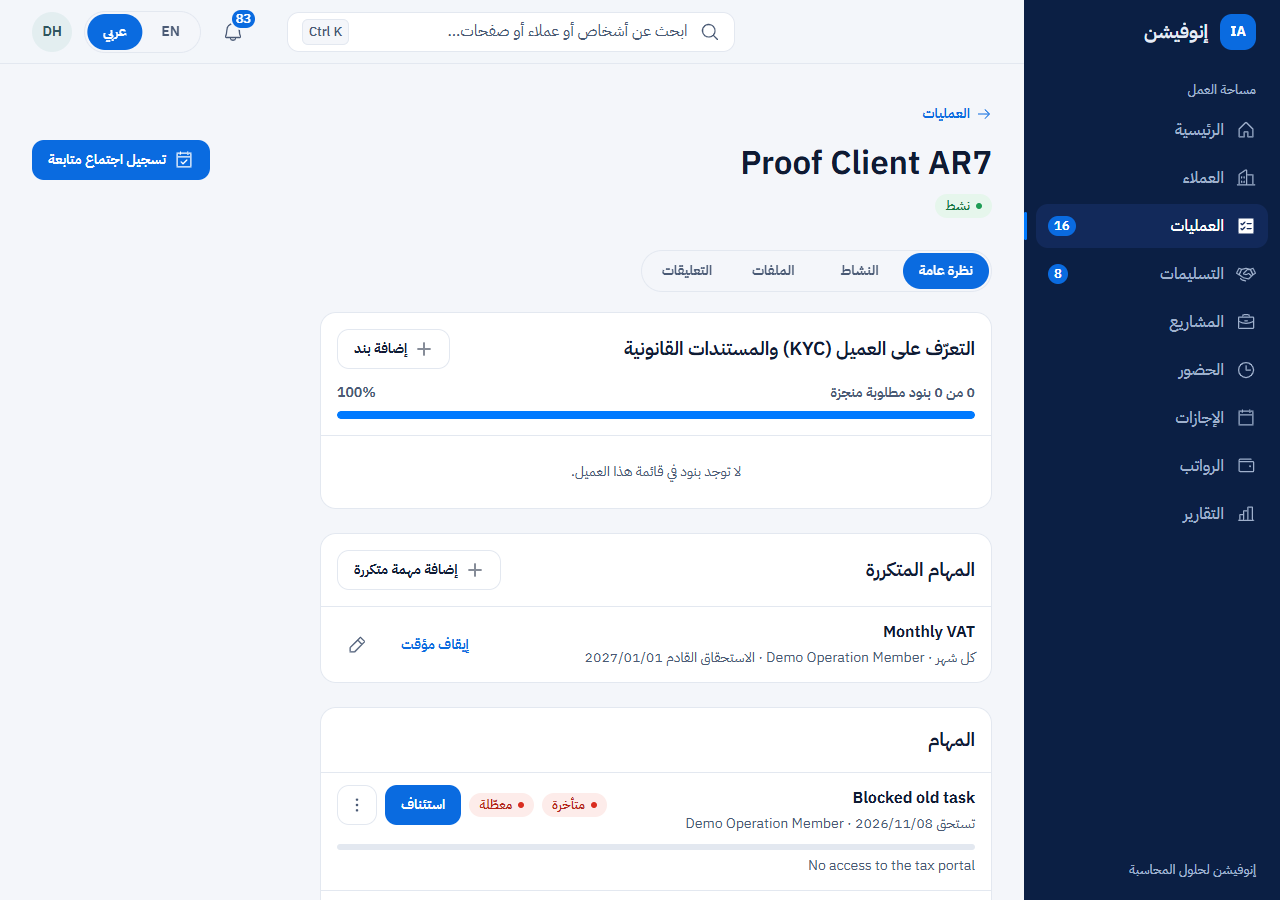 IA إنوفيشن
مساحة العمل
الرئيسية
العملاء
العمليات 16
التسليمات 8
المشاريع
الحضور
الإجازات
الرواتب
التقارير
إنوفيشن لحلول المحاسبة
ابحث عن أشخاص أو عملاء أو صفحات... Ctrl K
83
EN عربي
DH
العمليات
Proof Client AR7
تسجيل اجتماع متابعة
نشط
نظرة عامة النشاط الملفات التعليقات
التعرّف على العميل (KYC) والمستندات القانونية
إضافة بند
0 من 0 بنود مطلوبة منجزة 100%
لا توجد بنود في قائمة هذا العميل.
المهام المتكررة
إضافة مهمة متكررة
Monthly VAT
كل شهر · Demo Operation Member · الاستحقاق القادم 2027/01/01
إيقاف مؤقت
المهام
Blocked old task
متأخرة معطّلة استئناف
تستحق 2026/11/08 · Demo Operation Member
No access to the tax portal